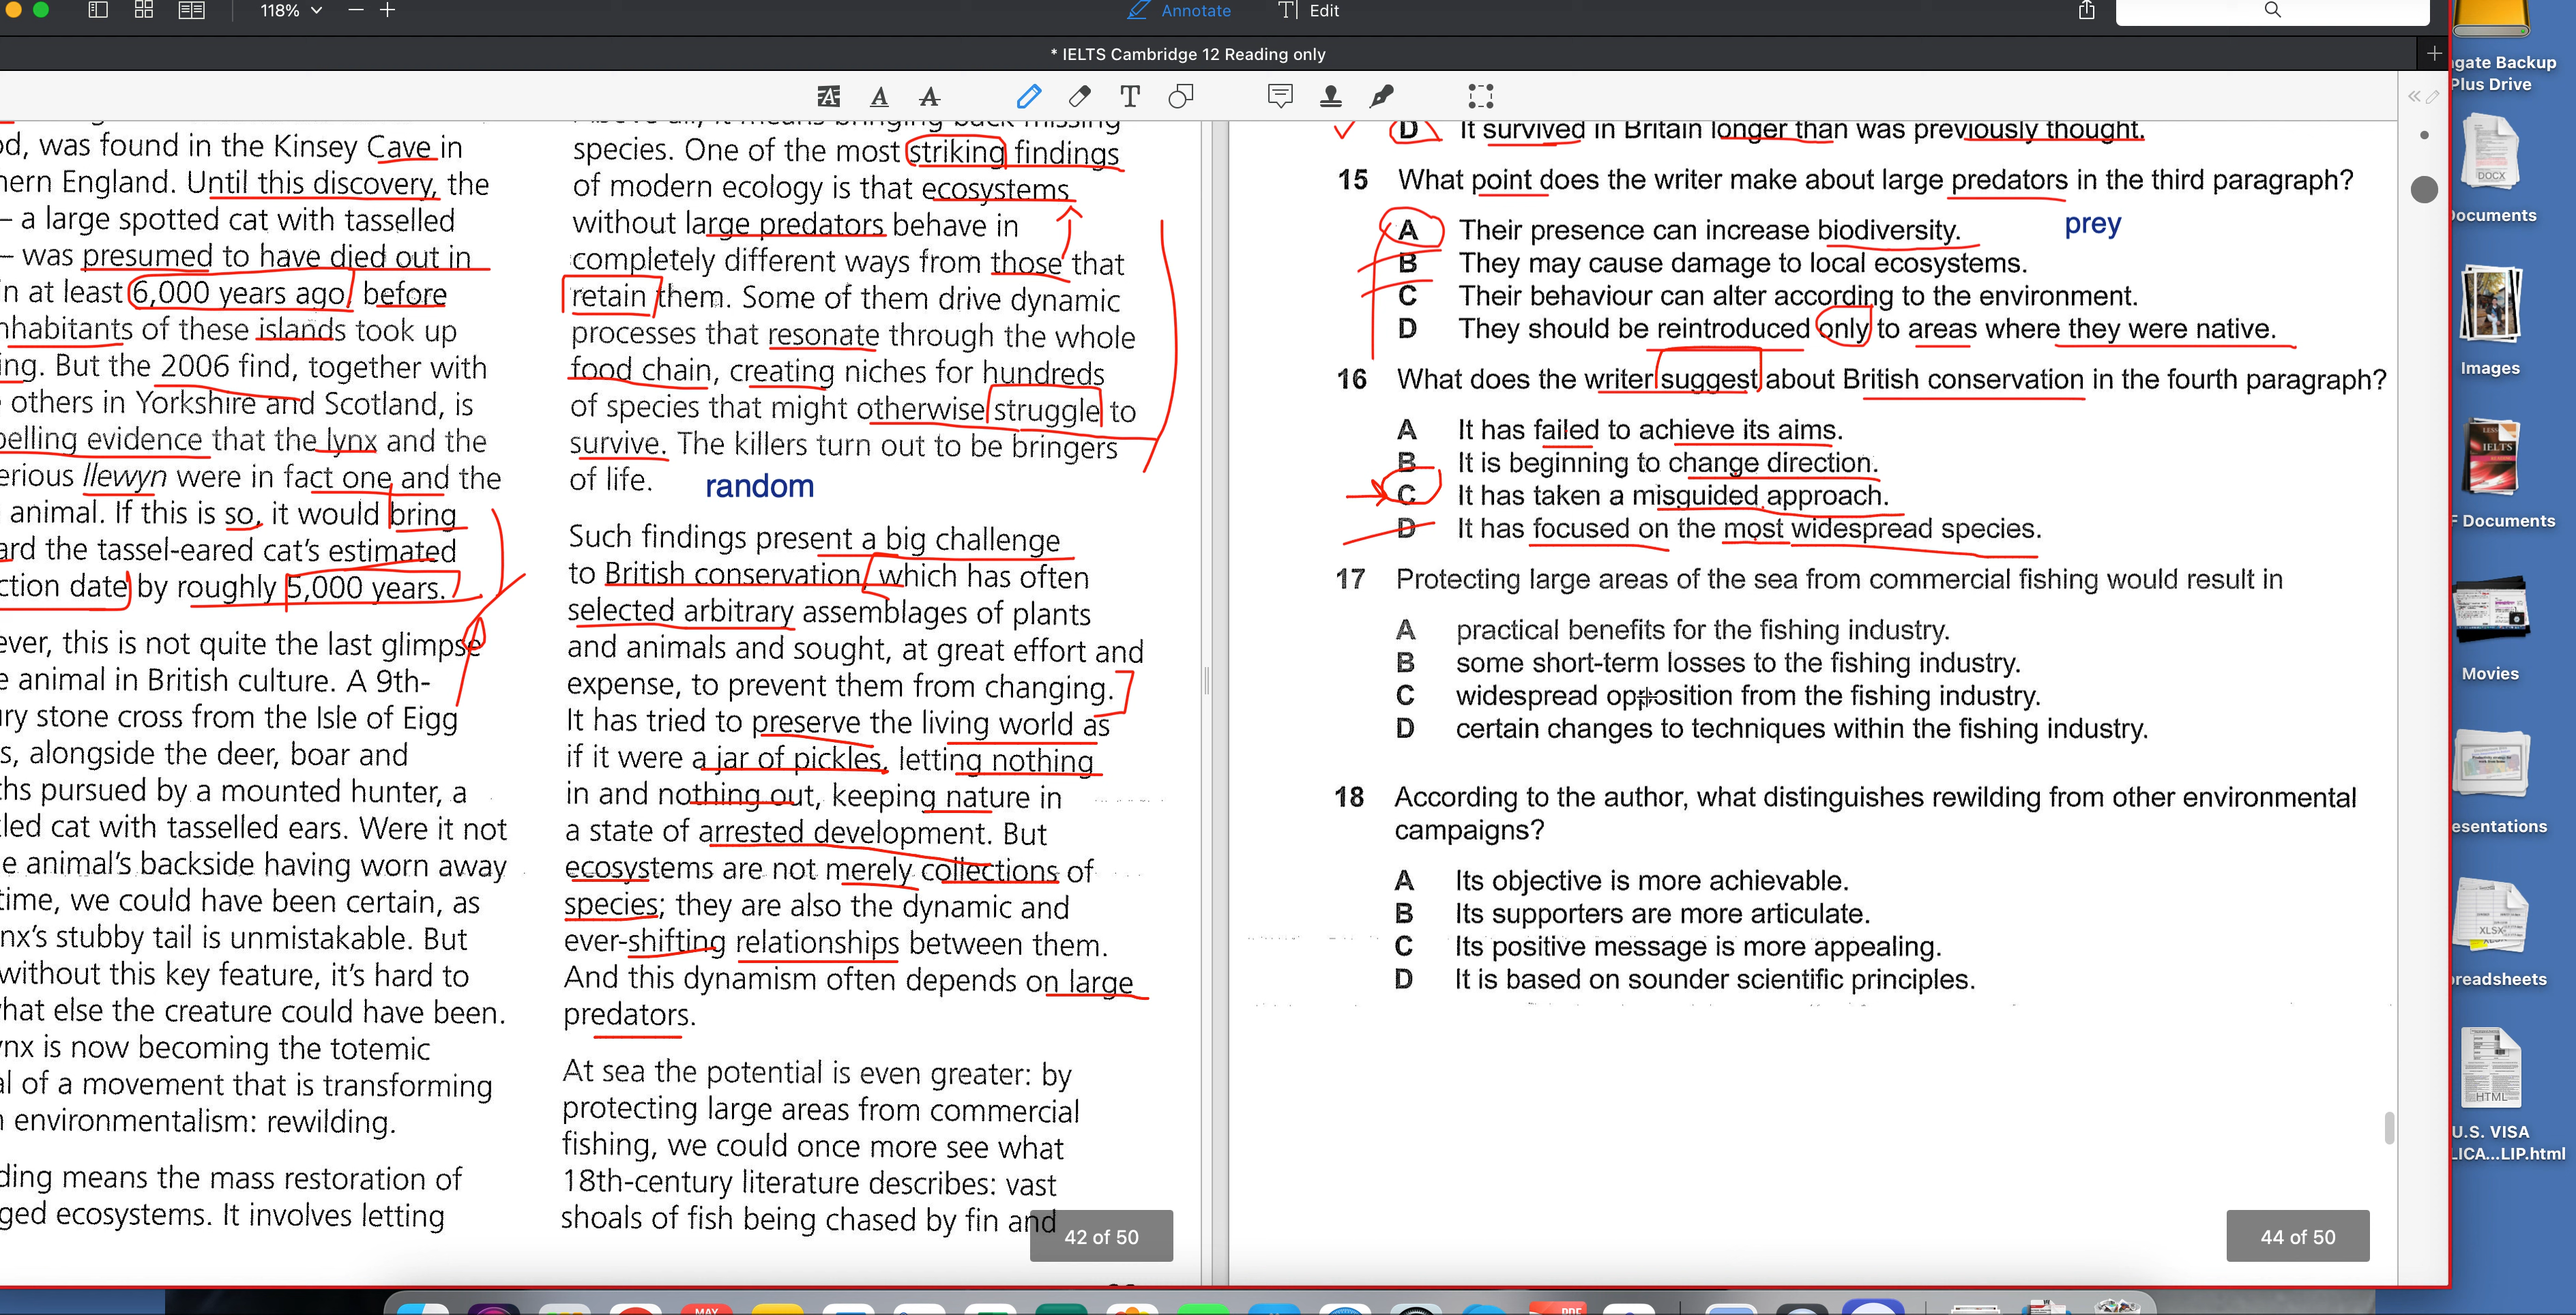 118%
Annotate
Edit
* IELTS Cambridge 12 Reading only
was found in the Kinsey Cave in
England. Until this discovery, the
– a large spotted cat with tasselled
– was presumed to have died out in
at least 6,000 years ago, before
of these islands took up
But the 2006 find, together with
others in Yorkshire and Scotland, is
evidence that the lynx and the
llewyn were in fact one and the
animal. If this is so, it would bring
the tassel-eared cat's estimated
date by roughly 5,000 years.
this is not quite the last glimpse
animal in British culture. A 9th-
stone cross from the Isle of Eigg
alongside the deer, boar and
pursued by a mounted hunter, a
cat with tasselled ears. Were it not
animal's backside having worn away
time, we could have been certain, as
stubby tail is unmistakable. But
without this key feature, it's hard to
what else the creature could have been.
is now becoming the totemic
of a movement that is transforming
environmentalism: rewilding.
means the mass restoration of
ecosystems. It involves letting
it means bringing back missing
species. One of the most striking findings
of modern ecology is that ecosystems
without large predators behave in
completely different ways from those that
retain them. Some of them drive dynamic
processes that resonate through the whole
food chain, creating niches for hundreds
of species that might otherwise struggle to
survive. The killers turn out to be bringers
of life.
random
Such findings present a big challenge
to British conservation, which has often
selected arbitrary assemblages of plants
and animals and sought, at great effort and
expense, to prevent them from changing.
It has tried to preserve the living world as
if it were a jar of pickles, letting nothing
in and nothing out, keeping nature in
a state of arrested development. But
ecosystems are not merely collections of
species; they are also the dynamic and
ever-shifting relationships between them.
And this dynamism often depends on large
predators.
At sea the potential is even greater: by
protecting large areas from commercial
fishing, we could once more see what
18th-century literature describes: vast
shoals of fish being chased by fin and
42 of 50
D It survived in Britain longer than was previously thought.
15 What point does the writer make about large predators in the third paragraph?
prey
A Their presence can increase biodiversity.
B They may cause damage to local ecosystems.
C Their behaviour can alter according to the environment.
D They should be reintroduced only to areas where they were native.
16 What does the writer suggest about British conservation in the fourth paragraph?
A It has failed to achieve its aims.
B It is beginning to change direction.
C It has taken a misguided approach.
D It has focused on the most widespread species.
17 Protecting large areas of the sea from commercial fishing would result in
A practical benefits for the fishing industry.
B some short-term losses to the fishing industry.
C widespread opposition from the fishing industry.
D certain changes to techniques within the fishing industry.
18 According to the author, what distinguishes rewilding from other environmental
campaigns?
A Its objective is more achievable.
B Its supporters are more articulate.
C Its positive message is more appealing.
D It is based on sounder scientific principles.
44 of 50
gate Backup
Plus Drive
DOCX
Documents
Images
IELTS
F Documents
Movies
esentations
XLSX
preadsheets
HTML
U.S. VISA
LICA...LIP.html
MAY
PDF